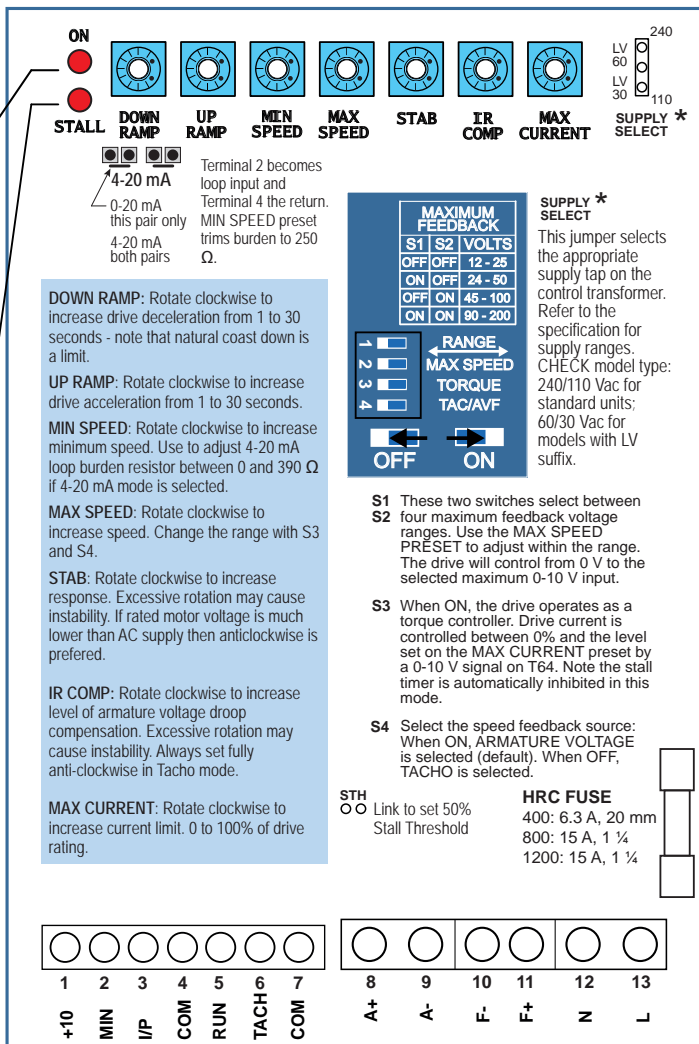 ON
STALL
DOWN RAMP
UP RAMP
MIN SPEED
MAX SPEED
STAB
IR COMP
MAX CURRENT
240
LV
60
LV
30
110
SUPPLY *
SELECT
4-20 mA
0-20 mA
this pair only
4-20 mA
both pairs
Terminal 2 becomes
loop input and
Terminal 4 the return.
MIN SPEED preset
trims burden to 250
Ω.
DOWN RAMP: Rotate clockwise to
increase drive deceleration from 1 to 30
seconds - note that natural coast down is
a limit.
UP RAMP: Rotate clockwise to increase
drive acceleration from 1 to 30 seconds.
MIN SPEED: Rotate clockwise to increase
minimum speed. Use to adjust 4-20 mA
loop burden resistor between 0 and 390 Ω
if 4-20 mA mode is selected.
MAX SPEED: Rotate clockwise to
increase speed. Change the range with S3
and S4.
STAB: Rotate clockwise to increase
response. Excessive rotation may cause
instability. If rated motor voltage is much
lower than AC supply then anticlockwise is
prefered.
IR COMP: Rotate clockwise to increase
level of armature voltage droop
compensation. Excessive rotation may
cause instability. Always set fully
anti-clockwise in Tacho mode.
MAX CURRENT: Rotate clockwise to
increase current limit. 0 to 100% of drive
rating.
MAXIMUM
FEEDBACK
S1 S2 VOLTS
OFF OFF 12 - 25
ON OFF 24 - 50
OFF ON 45 - 100
ON ON 90 - 200
1 RANGE
2 MAX SPEED
3 TORQUE
4 TAC/AVF
OFF ON
SUPPLY *
SELECT
This jumper selects
the appropriate
supply tap on the
control transformer.
Refer to the
specification for
supply ranges.
CHECK model type:
240/110 Vac for
standard units;
60/30 Vac for
models with LV
suffix.
S1 These two switches select between
S2 four maximum feedback voltage
ranges. Use the MAX SPEED
PRESET to adjust within the range.
The drive will control from 0 V to the
selected maximum 0-10 V input.
S3 When ON, the drive operates as a
torque controller. Drive current is
controlled between 0% and the level
set on the MAX CURRENT preset by
a 0-10 V signal on T64. Note the stall
timer is automatically inhibited in this
mode.
S4 Select the speed feedback source:
When ON, ARMATURE VOLTAGE
is selected (default). When OFF,
TACHO is selected.
STH
Link to set 50%
Stall Threshold
HRC FUSE
400: 6.3 A, 20 mm
800: 15 A, 1 ¼
1200: 15 A, 1 ¼
1 2 3 4 5 6 7 8 9 10 11 12 13
+10 MIN I/P COM RUN TACH COM A+ A- F- F+ N L